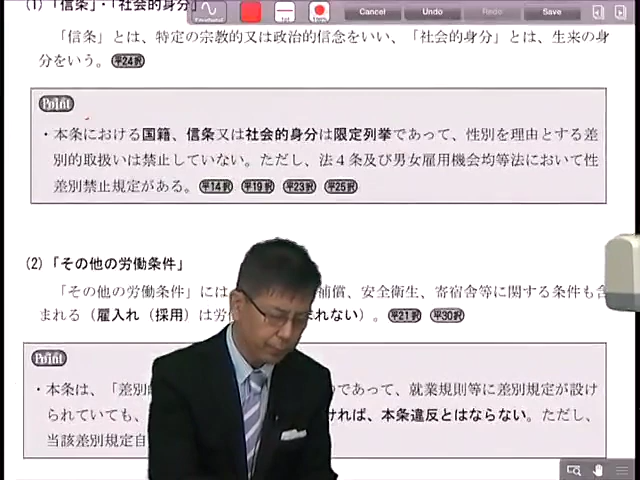 (1)「信条」・「社会的身分」
Cancel Undo Redo Save
「信条」とは、特定の宗教的又は政治的信念をいい、「社会的身分」とは、生来の身
分をいう。平24択
Point
・本条における国籍、信条又は社会的身分は限定列挙であって、性別を理由とする差
別的取扱いは禁止していない。ただし、法4条及び男女雇用機会均等法において性
差別禁止規定がある。平14択 平19択 平23択 平25択
(2)「その他の労働条件」
「その他の労働条件」には 補償、安全衛生、寄宿舎等に関する条件も含
まれる（雇入れ（採用）は労 まれない）。平21択 平30択
Point
・本条は、「差別的 のであって、就業規則等に差別規定が設け
られていても、 ければ、本条違反とはならない。ただし、
当該差別規定自